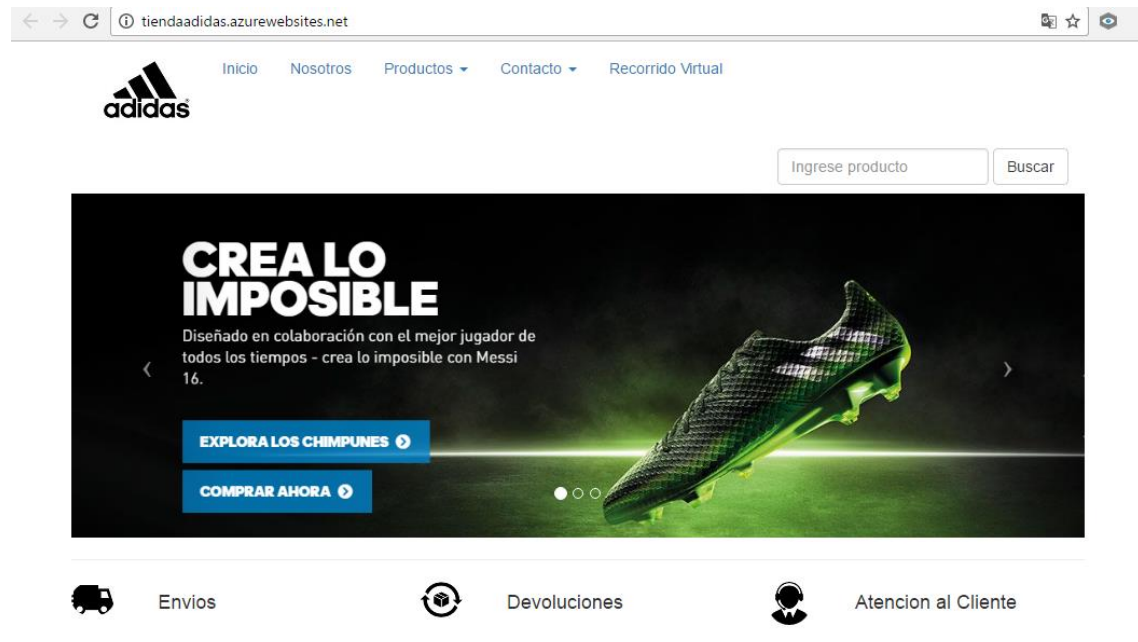 tiendaadidas.azurewebsites.net
Inicio Nosotros Productos Contacto Recorrido Virtual
adidas
Ingrese producto Buscar
CREA LO
IMPOSIBLE
Diseñado en colaboración con el mejor jugador de
todos los tiempos - crea lo imposible con Messi
16.
EXPLORA LOS CHIMPUNES
COMPRAR AHORA
Envios Devoluciones Atencion al Cliente